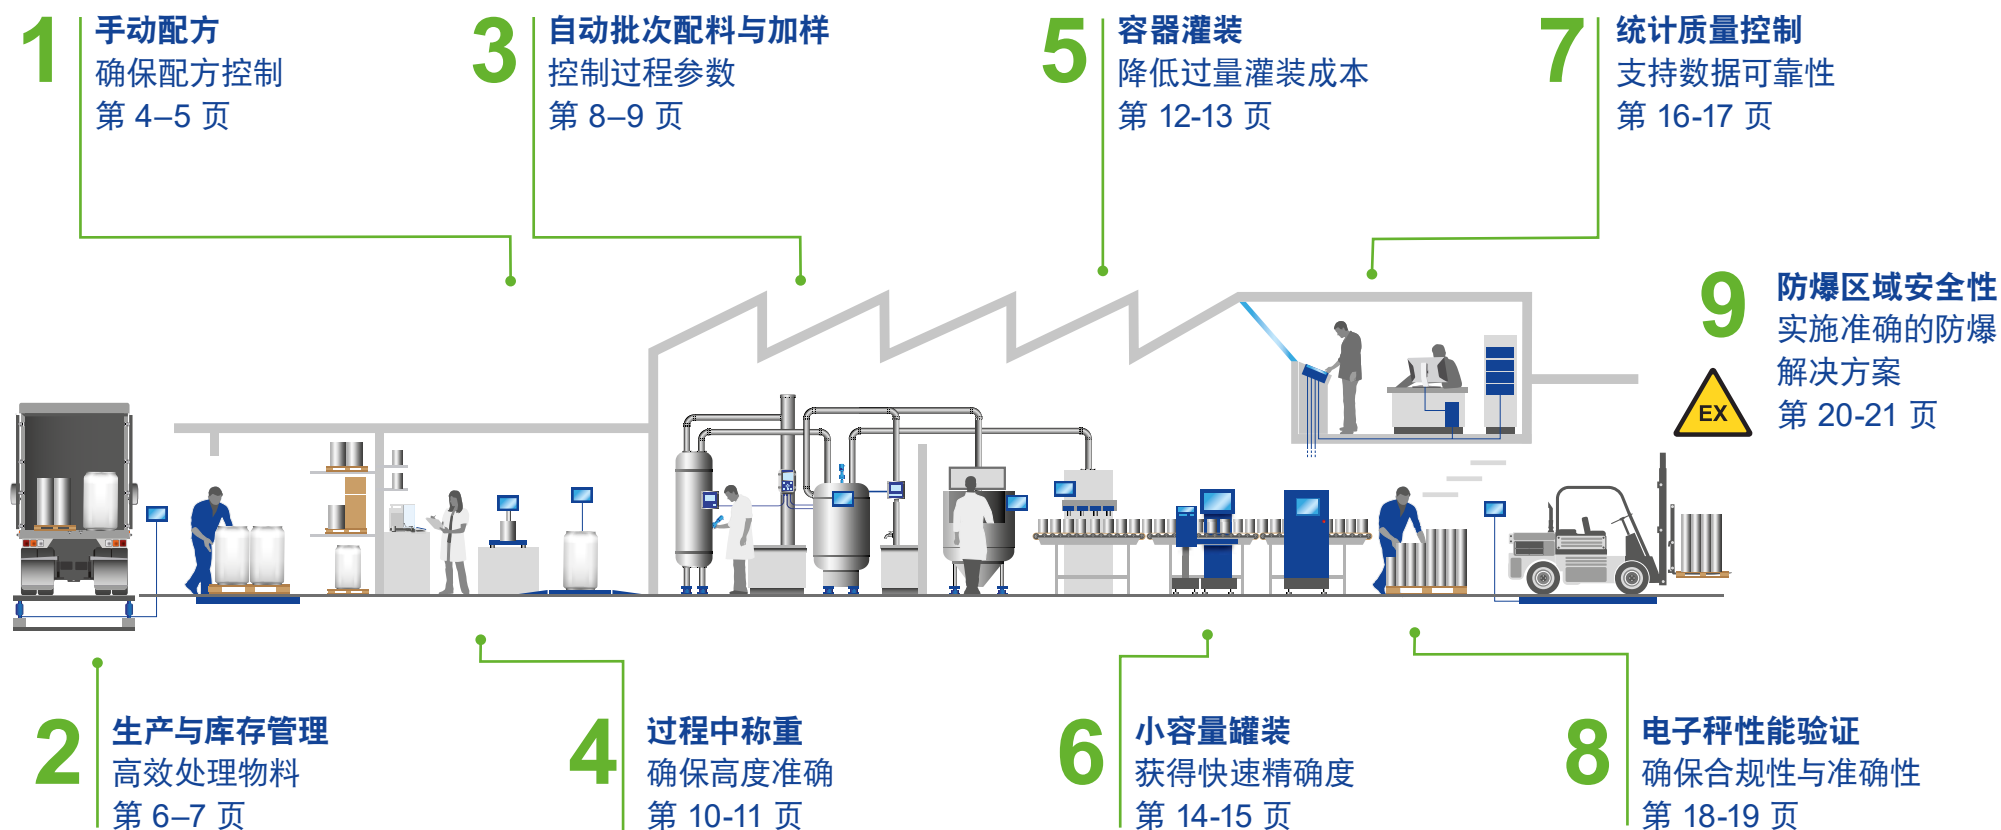 1
手动配方
确保配方控制
第 4–5 页
3
自动批次配料与加样
控制过程参数
第 8–9 页
5
容器灌装
降低过量灌装成本
第 12-13 页
7
统计质量控制
支持数据可靠性
第 16-17 页
9
防爆区域安全性
实施准确的防爆
解决方案
第 20-21 页
EX
2
生产与库存管理
高效处理物料
第 6–7 页
4
过程中称重
确保高度准确
第 10-11 页
6
小容量罐装
获得快速精确度
第 14-15 页
8
电子秤性能验证
确保合规性与准确性
第 18-19 页